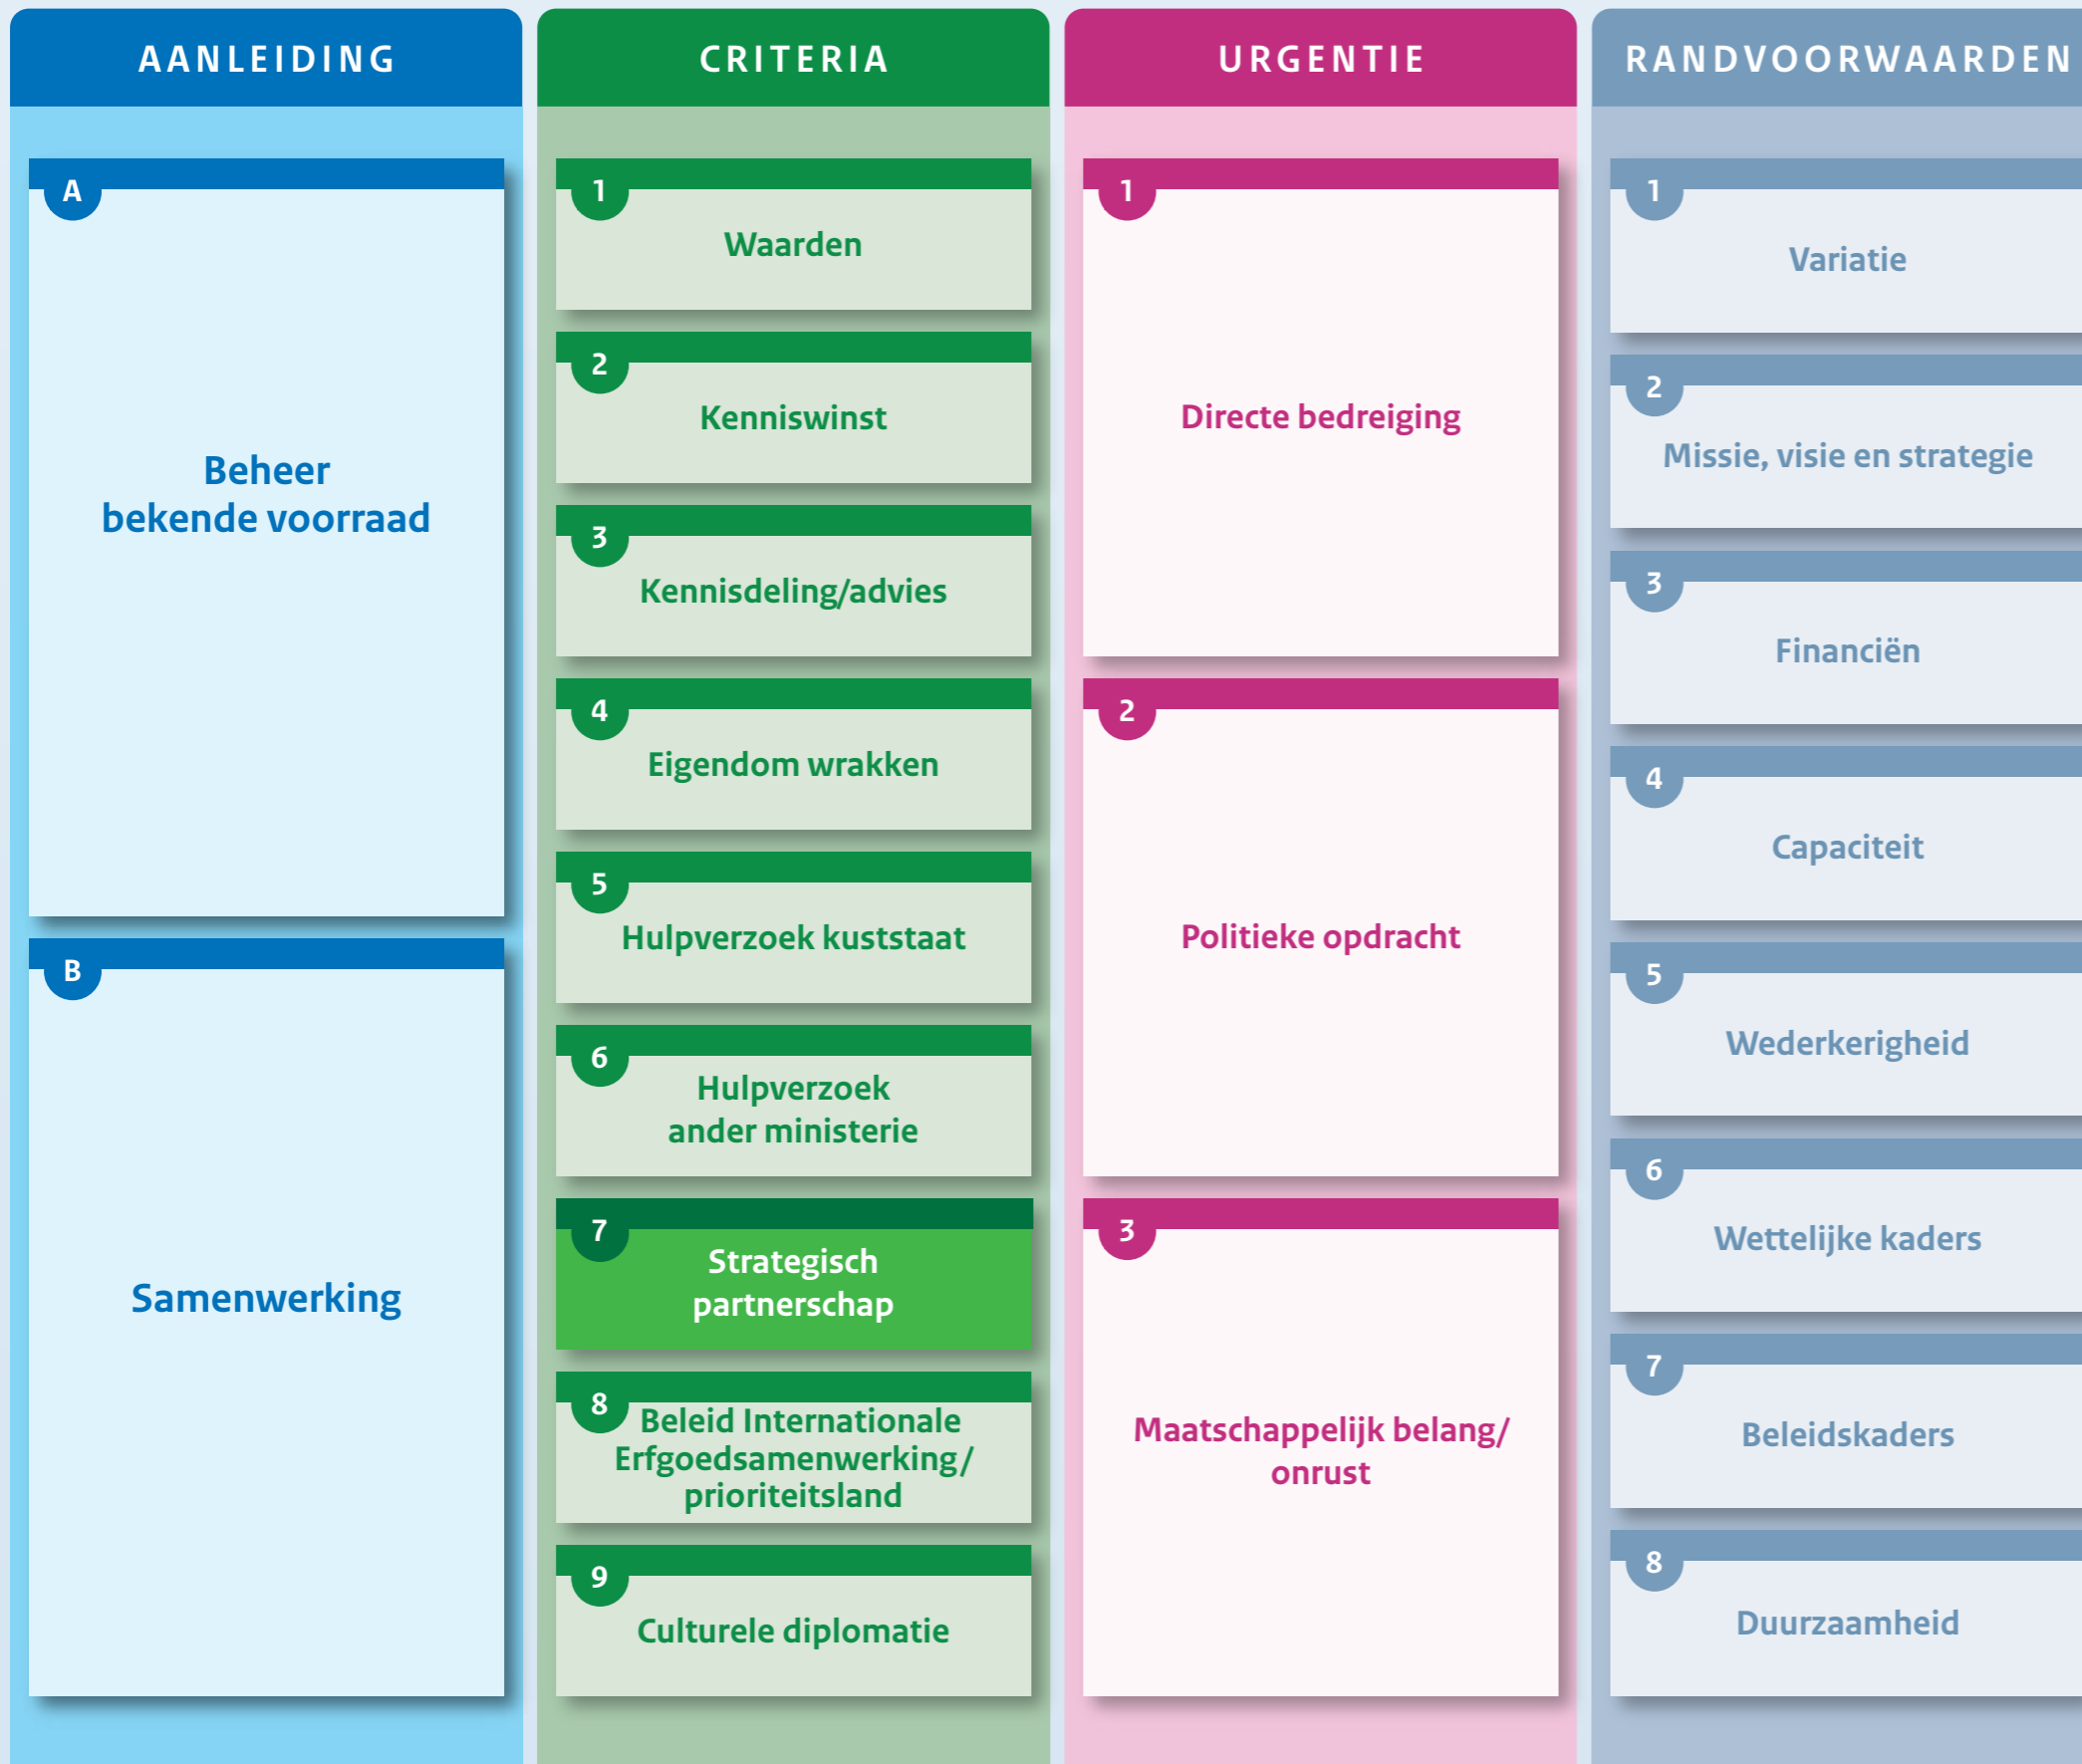 AANLEIDING
A
Beheer
bekende voorraad
B
Samenwerking
CRITERIA
1
Waarden
2
Kenniswinst
3
Kennisdeling/advies
4
Eigendom wrakken
5
Hulpverzoek kuststaat
6
Hulpverzoek
ander ministerie
7
Strategisch
partnerschap
8
Beleid Internationale
Erfgoedsamenwerking/
prioriteitsland
9
Culturele diplomatie
URGENTIE
1
Directe bedreiging
2
Politieke opdracht
3
Maatschappelijk belang/
onrust
RANDVOORWAARDEN
1
Variatie
2
Missie, visie en strategie
3
Financiën
4
Capaciteit
5
Wederkerigheid
6
Wettelijke kaders
7
Beleidskaders
8
Duurzaamheid